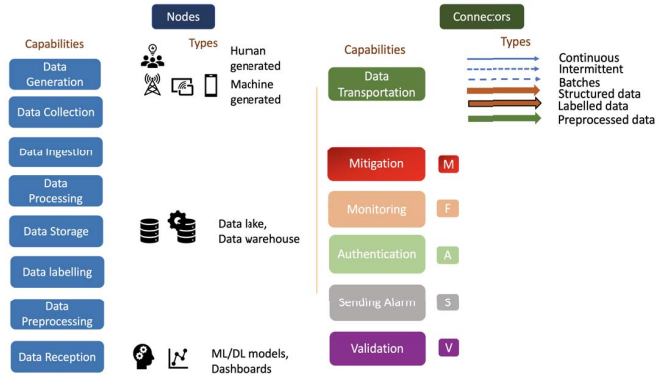 Nodes
Capabilities
Types
Data
Generation
Data Collection
Data Ingestion
Data
Processing
Data Storage
Data labelling
Data
Preprocessing
Data Reception
Human
generated
Machine
generated
Data lake,
Data warehouse
ML/DL models,
Dashboards
Connectors
Capabilities
Types
Data
Transportation
Continuous
Intermittent
Batches
Structured data
Labelled data
Preprocessed data
Mitigation
M
Monitoring
F
Authentication
A
Sending Alarm
S
Validation
V